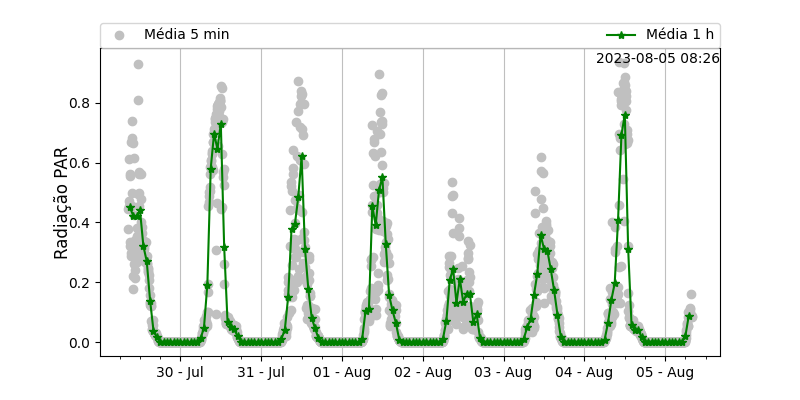 Média 5 min
Média 1 h
2023-08-05 08:26
Radiação PAR
0.8
0.6
0.4
0.2
0.0
30 - Jul
31 - Jul
01 - Aug
02 - Aug
03 - Aug
04 - Aug
05 - Aug